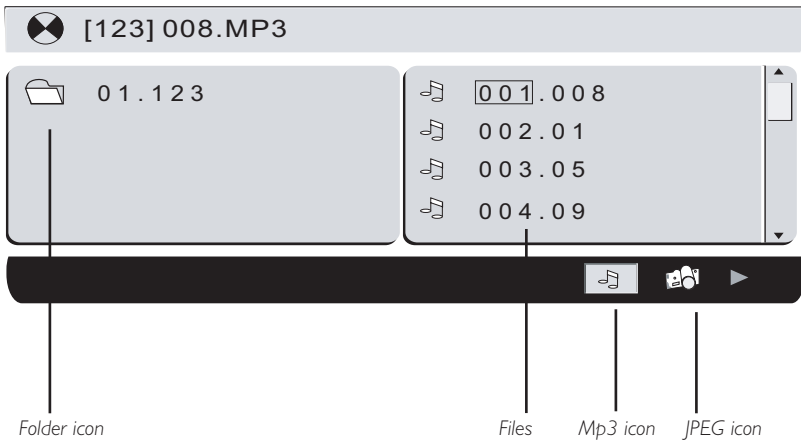 [123] 008.MP3
01.123
001.008
002.01
003.05
004.09
Folder icon Files Mp3 icon JPEG icon